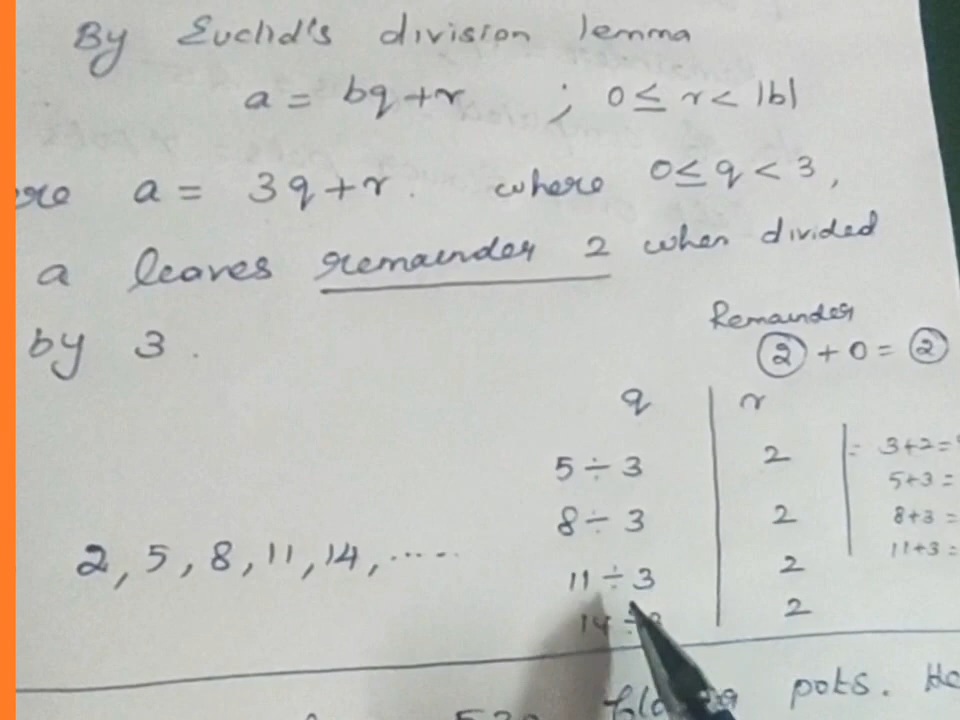 By Euclid's division lemma
a = bq+r ; 0 ≤ r < |b|
a = 3q+r. where 0≤q<3,
a leaves remainder 2 when divided
by 3.
Remainder
2 + 0 = 2
q r
5 ÷ 3 2 3+2=
5+3 =
8 ÷ 3 2 8+3 =
2, 5, 8, 11, 14, .....
11 ÷ 3 2 11+3 =
14 ÷ 2
pots.